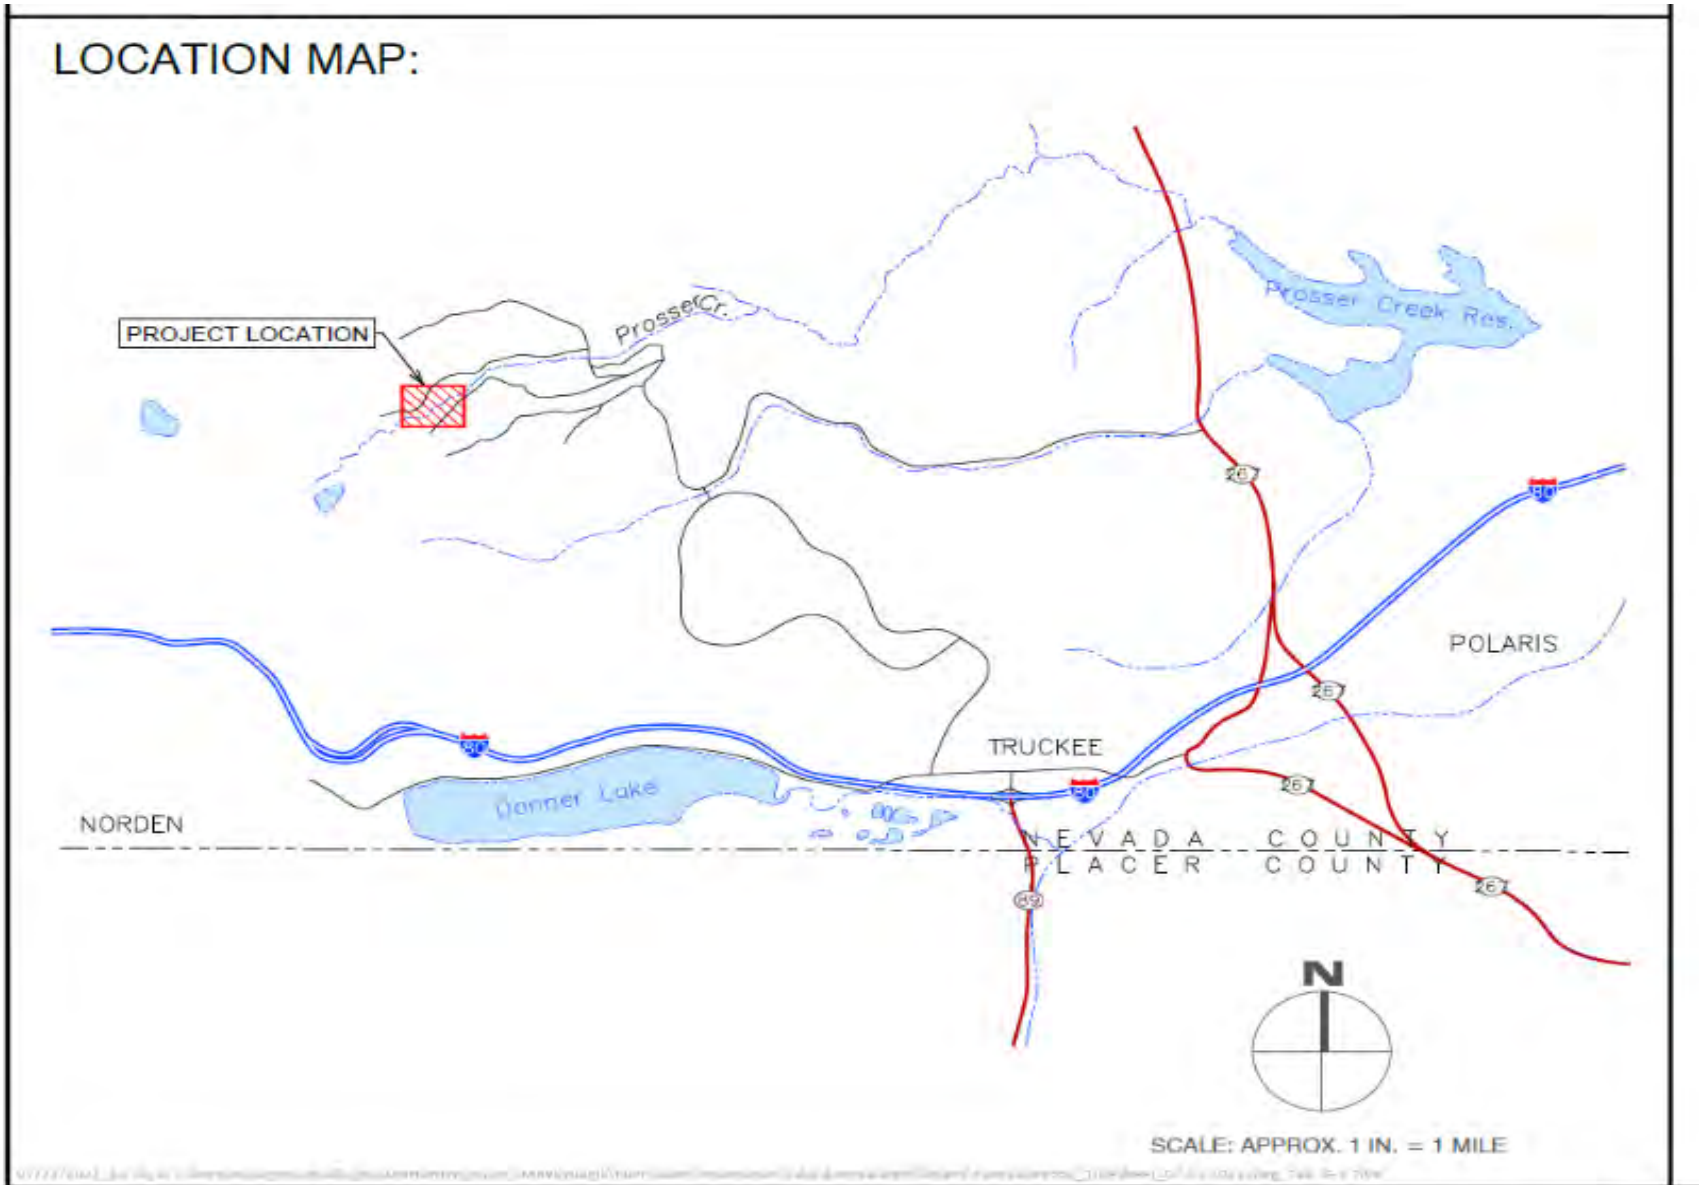 LOCATION MAP:
Prosser Cr.
Prosser Creek Res.
PROJECT LOCATION
267
80
POLARIS
267
80
TRUCKEE
267
80
Donner Lake
NORDEN
NEVADA COUNTY
PLACER COUNTY
267
89
N
SCALE: APPROX. 1 IN. = 1 MILE